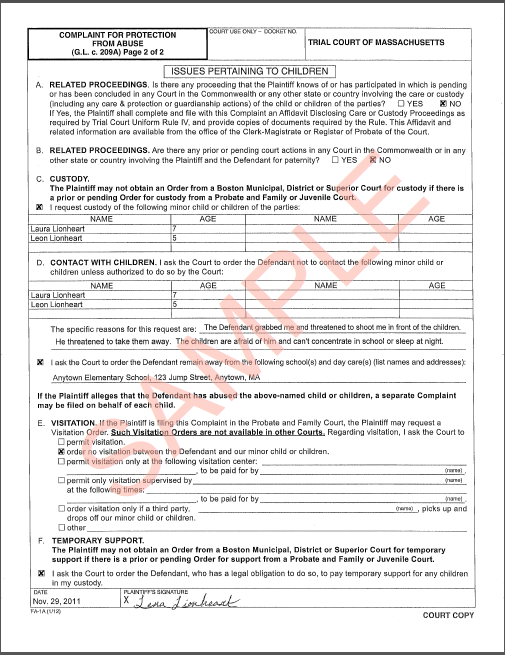 COMPLAINT FOR PROTECTION
FROM ABUSE
(G.L. c. 209A) Page 2 of 2
COURT USE ONLY – DOCKET NO.
TRIAL COURT OF MASSACHUSETTS
ISSUES PERTAINING TO CHILDREN
A. RELATED PROCEEDINGS. Is there any proceeding that the Plaintiff knows of or has participated in which is pending
or has been concluded in any Court in the Commonwealth or any other state or country involving the care or custody
(including any care & protection or guardianship actions) of the child or children of the parties? ☐ YES ☒ NO
If Yes, the Plaintiff shall complete and file with this Complaint an Affidavit Disclosing Care or Custody Proceedings as
required by Trial Court Uniform Rule IV, and provide copies of documents required by the Rule. This Affidavit and
related information are available from the office of the Clerk-Magistrate or Register of Probate of the Court.
B. RELATED PROCEEDINGS. Are there any prior or pending court actions in any Court in the Commonwealth or in any
other state or country involving the Plaintiff and the Defendant for paternity? ☐ YES ☒ NO
C. CUSTODY.
The Plaintiff may not obtain an Order from a Boston Municipal, District or Superior Court for custody if there is
a prior or pending Order for custody from a Probate and Family or Juvenile Court.
☒ I request custody of the following minor child or children of the parties:
NAME AGE NAME AGE
Laura Lionheart 7
Leon Lionheart 5
D. CONTACT WITH CHILDREN. I ask the Court to order the Defendant not to contact the following minor child or
children unless authorized to do so by the Court:
NAME AGE NAME AGE
Laura Lionheart 7
Leon Lionheart 5
The specific reasons for this request are: The Defendant grabbed me and threatened to shoot me in front of the children.
He threatened to take them away. The children are afraid of him and can't concentrate in school or sleep at night.
☒ I ask the Court to order the Defendant remain away from the following school(s) and day care(s) (list names and addresses):
Anytown Elementary School, 123 Jump Street, Anytown, MA
If the Plaintiff alleges that the Defendant has abused the above-named child or children, a separate Complaint
may be filed on behalf of each child.
E. VISITATION. If the Plaintiff is filing this Complaint in the Probate and Family Court, the Plaintiff may request a
Visitation Order. Such Visitation Orders are not available in other Courts. Regarding visitation, I ask the Court to
☐ permit visitation.
☒ order no visitation between the Defendant and our minor child or children.
☐ permit visitation only at the following visitation center:
, to be paid for by (name)
☐ permit only visitation supervised by (name)
at the following times:
, to be paid for by (name)
☐ order visitation only if a third party, (name) , picks up and
drops off our minor child or children.
☐ other
F. TEMPORARY SUPPORT.
The Plaintiff may not obtain an Order from a Boston Municipal, District or Superior Court for temporary
support if there is a prior or pending Order for support from a Probate and Family or Juvenile Court.
☒ I ask the Court to order the Defendant, who has a legal obligation to do so, to pay temporary support for any children
in my custody.
DATE
Nov. 29, 2011
PLAINTIFF'S SIGNATURE
X Lena Lionheart
FA-1A (1/12)
COURT COPY
SAMPLE